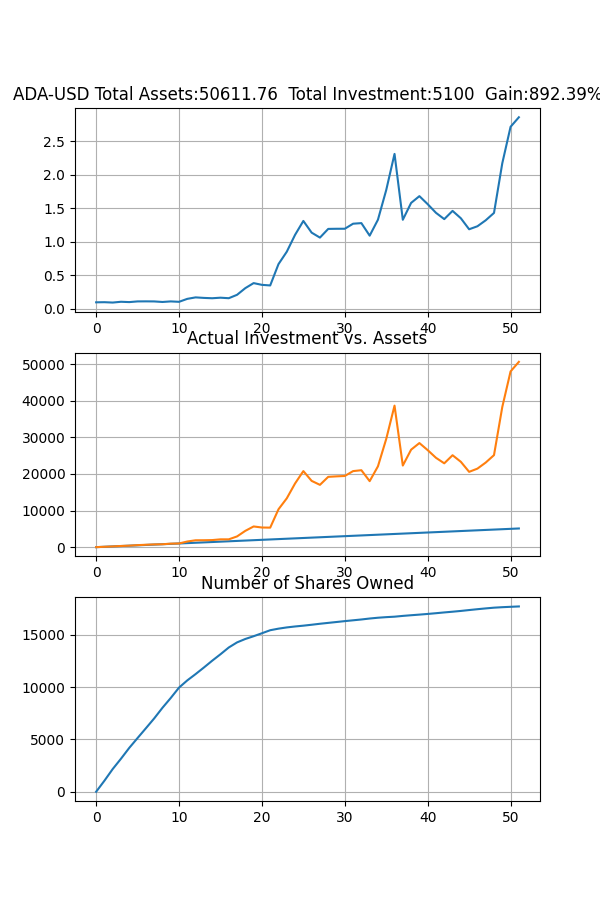 ADA-USD Total Assets:50611.76  Total Investment:5100  Gain:892.39%
2.5
2.0
1.5
1.0
0.5
0.0
0 10 20 30 40 50
Actual Investment vs. Assets
50000
40000
30000
20000
10000
0
0 10 20 30 40 50
Number of Shares Owned
15000
10000
5000
0
0 10 20 30 40 50